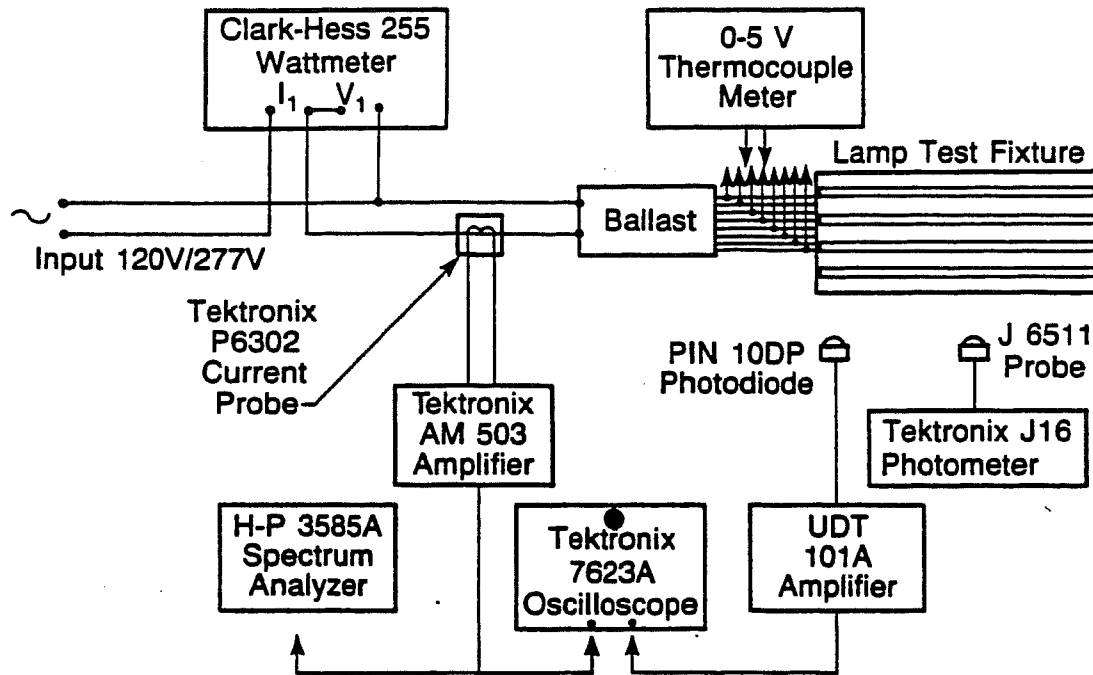 Clark-Hess 255
Wattmeter
I1 V1
0-5 V
Thermocouple
Meter
Lamp Test Fixture
Ballast
Input 120V/277V
Tektronix
P6302
Current
Probe
PIN 10DP
Photodiode
J 6511
Probe
Tektronix
AM 503
Amplifier
Tektronix J16
Photometer
H-P 3585A
Spectrum
Analyzer
Tektronix
7623A
Oscilloscope
UDT
101A
Amplifier